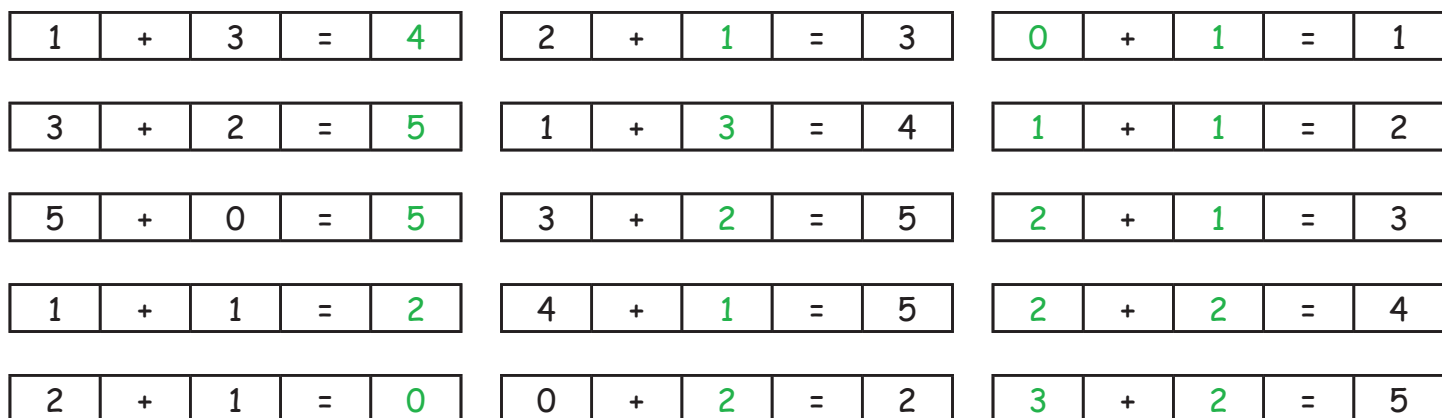 1 + 3 = 4 2 + 1 = 3 0 + 1 = 1
3 + 2 = 5 1 + 3 = 4 1 + 1 = 2
5 + 0 = 5 3 + 2 = 5 2 + 1 = 3
1 + 1 = 2 4 + 1 = 5 2 + 2 = 4
2 + 1 = 0 0 + 2 = 2 3 + 2 = 5